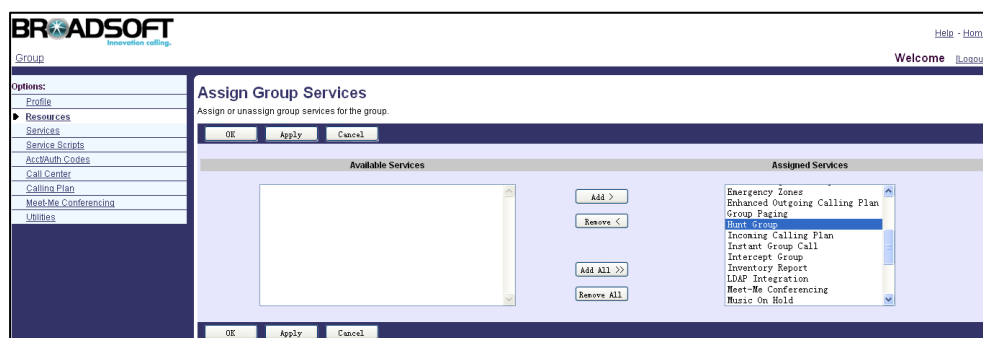 BROADSOFT
Innovation calling.
Help - Hom
Group
Welcome [Logou
Options:
Profile
Resources
Services
Service Scripts
Acct/Auth Codes
Call Center
Calling Plan
Meet-Me Conferencing
Utilities
Assign Group Services
Assign or unassign group services for the group.
OK Apply Cancel
Available Services
Assigned Services
Add >
Remove <
Add All >>
Remove All
Emergency Zones
Enhanced Outgoing Calling Plan
Group Paging
Hunt Group
Incoming Calling Plan
Instant Group Call
Intercept Group
Inventory Report
LDAP Integration
Meet-Me Conferencing
Music On Hold
OK Apply Cancel